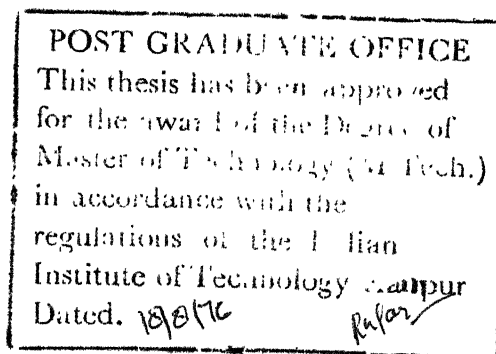 POST GRADUATE OFFICE
This thesis has been approved
for the award of the Degree of
Master of Technology (M. Tech.)
in accordance with the
regulations of the Indian
Institute of Technology Kanpur
Dated. 18/8/76